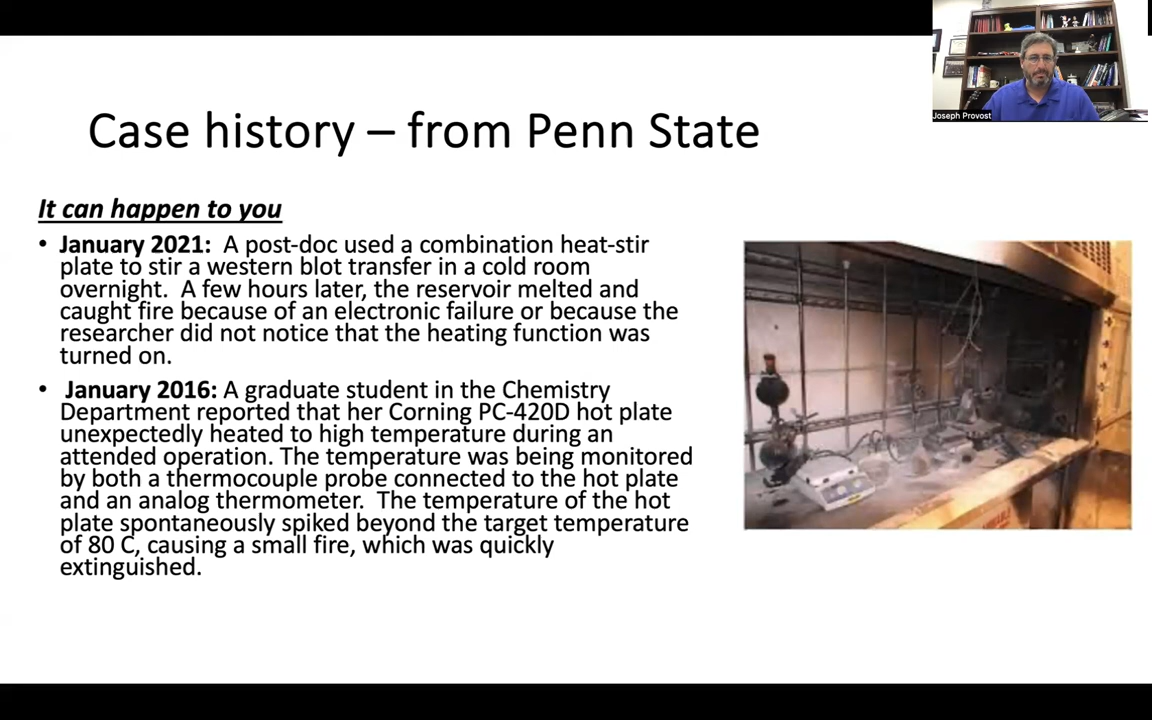 Joseph Provost
Case history – from Penn State
It can happen to you
• January 2021:  A post-doc used a combination heat-stir
plate to stir a western blot transfer in a cold room
overnight.  A few hours later, the reservoir melted and
caught fire because of an electronic failure or because the
researcher did not notice that the heating function was
turned on.
• January 2016: A graduate student in the Chemistry
Department reported that her Corning PC-420D hot plate
unexpectedly heated to high temperature during an
attended operation. The temperature was being monitored
by both a thermocouple probe connected to the hot plate
and an analog thermometer.  The temperature of the hot
plate spontaneously spiked beyond the target temperature
of 80 C, causing a small fire, which was quickly
extinguished.